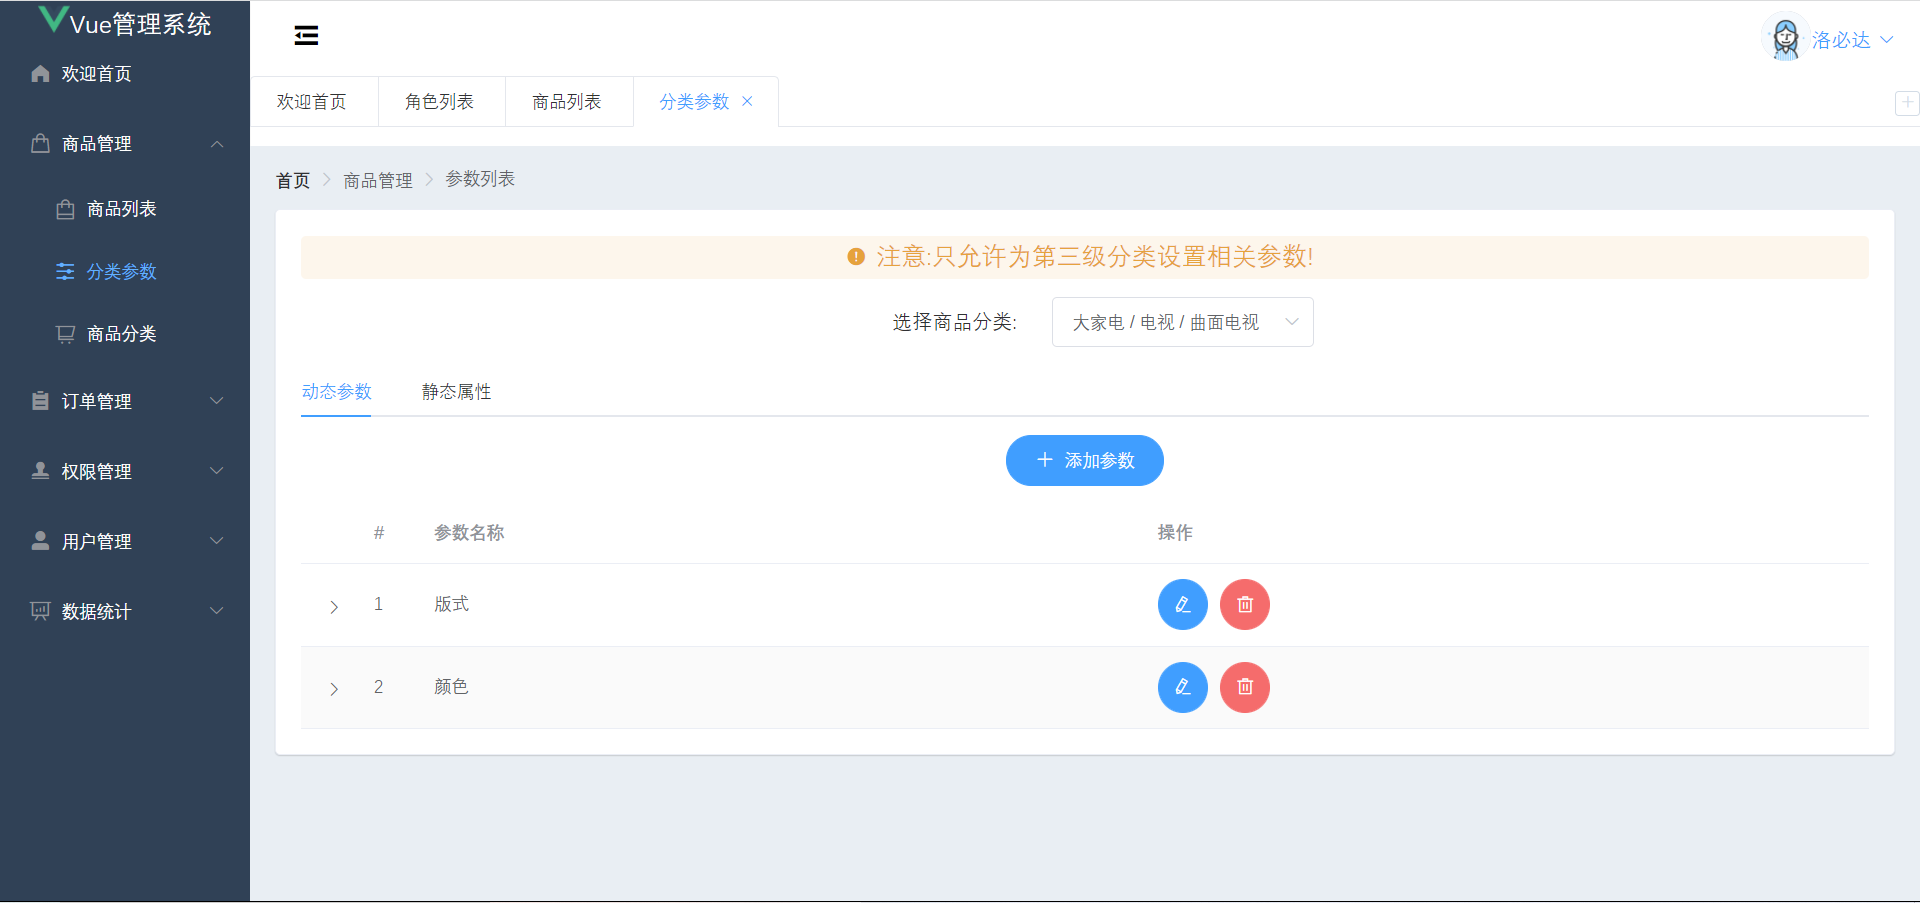 Vue管理系统
欢迎首页
商品管理
商品列表
分类参数
商品分类
订单管理
权限管理
用户管理
数据统计
洛必达
欢迎首页 角色列表 商品列表 分类参数
首页 商品管理 参数列表
注意:只允许为第三级分类设置相关参数!
选择商品分类: 大家电 / 电视 / 曲面电视
动态参数 静态属性
添加参数
# 参数名称 操作
1 版式
2 颜色